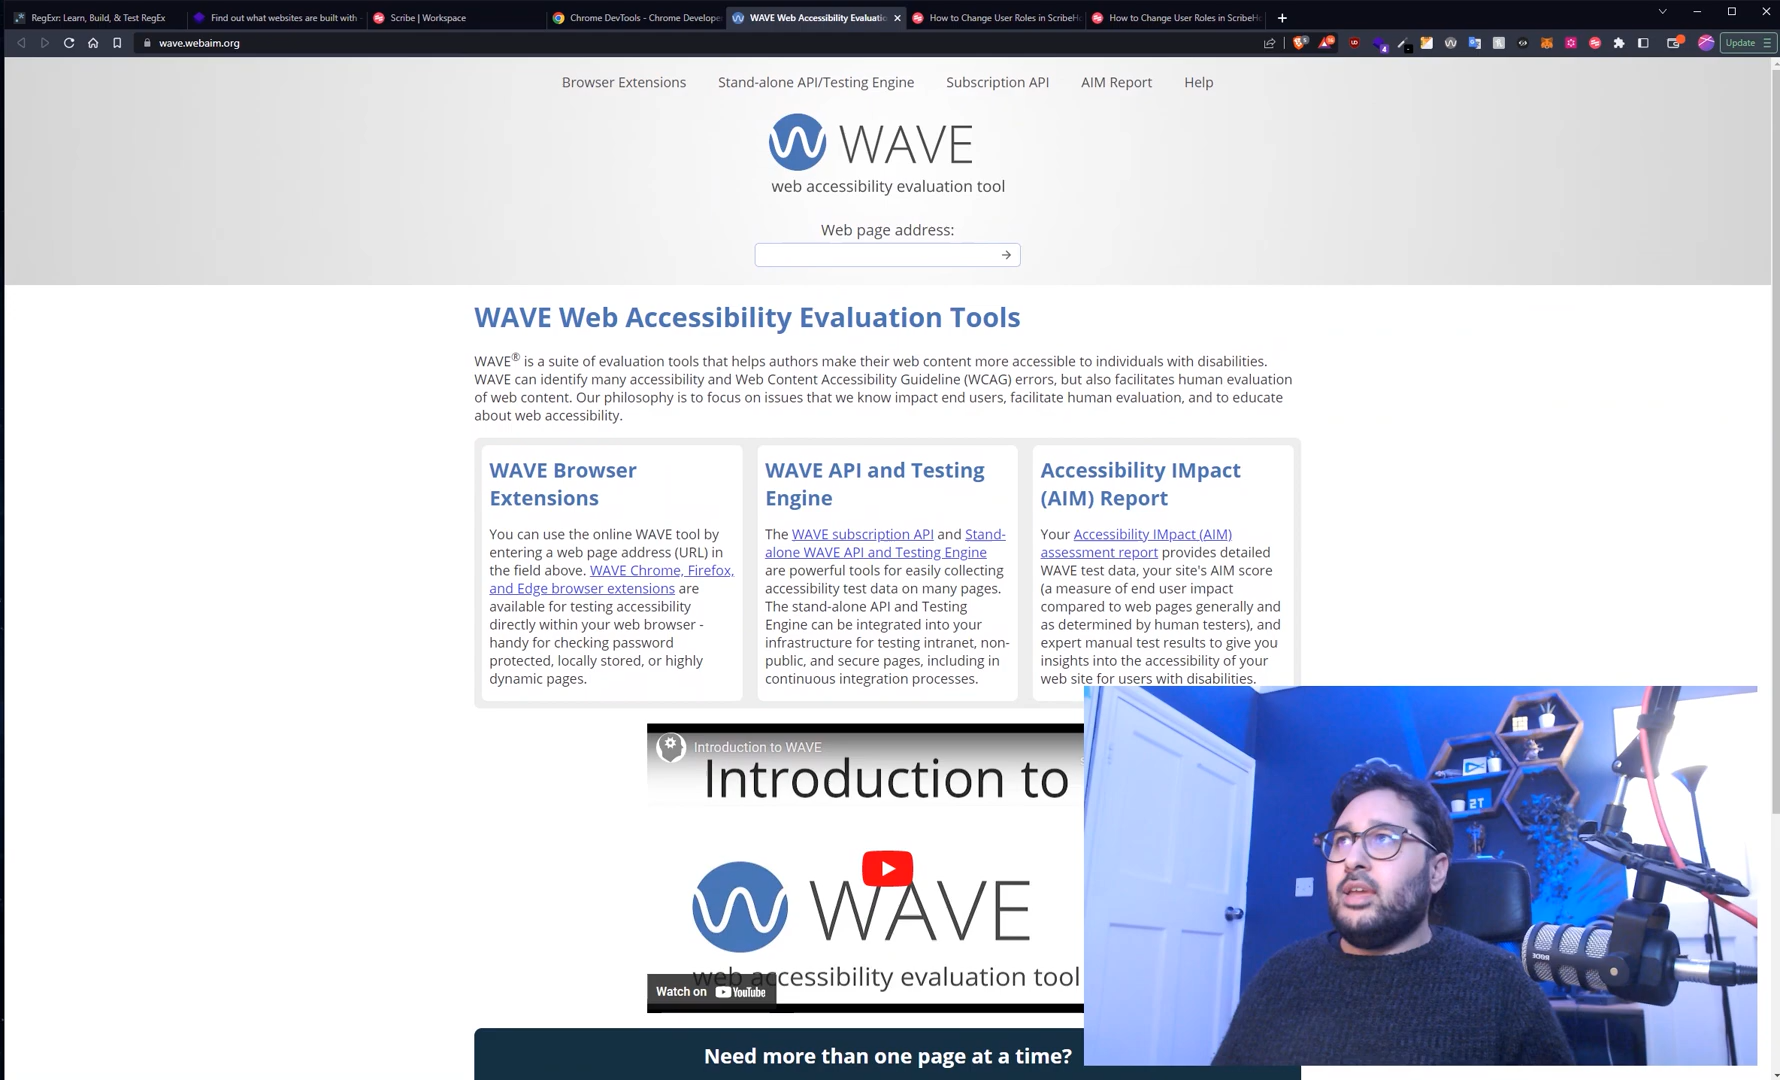 RegExr: Learn, Build, & Test RegEx
Find out what websites are built with -
Scribe | Workspace
Chrome DevTools - Chrome Develope
WAVE Web Accessibility Evaluatio
How to Change User Roles in ScribeHo
How to Change User Roles in ScribeHo
wave.webaim.org
Update
Browser Extensions
Stand-alone API/Testing Engine
Subscription API
AIM Report
Help
WAVE
web accessibility evaluation tool
Web page address:
WAVE Web Accessibility Evaluation Tools
WAVE® is a suite of evaluation tools that helps authors make their web content more accessible to individuals with disabilities.
WAVE can identify many accessibility and Web Content Accessibility Guideline (WCAG) errors, but also facilitates human evaluation
of web content. Our philosophy is to focus on issues that we know impact end users, facilitate human evaluation, and to educate
about web accessibility.
WAVE Browser
Extensions
You can use the online WAVE tool by
entering a web page address (URL) in
the field above. WAVE Chrome, Firefox,
and Edge browser extensions are
available for testing accessibility
directly within your web browser -
handy for checking password
protected, locally stored, or highly
dynamic pages.
WAVE API and Testing
Engine
The WAVE subscription API and Stand-
alone WAVE API and Testing Engine
are powerful tools for easily collecting
accessibility test data on many pages.
The stand-alone API and Testing
Engine can be integrated into your
infrastructure for testing intranet, non-
public, and secure pages, including in
continuous integration processes.
Accessibility IMpact
(AIM) Report
Your Accessibility IMpact (AIM)
assessment report provides detailed
WAVE test data, your site's AIM score
(a measure of end user impact
compared to web pages generally and
as determined by human testers), and
expert manual test results to give you
insights into the accessibility of your
web site for users with disabilities.
Introduction to WAVE
Introduction to
WAVE
web accessibility evaluation tool
Watch on YouTube
Need more than one page at a time?
RØDE